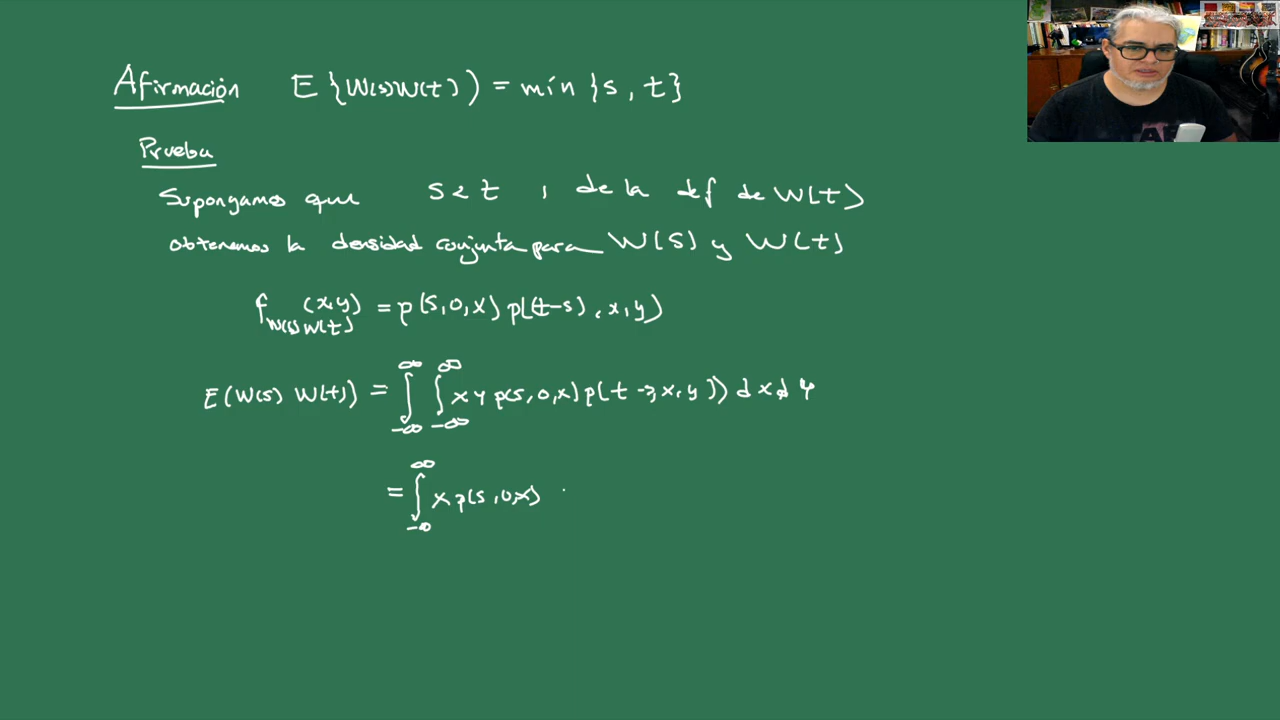 Afirmación E {W(s)W(t)) = mín {s, t}
Prueba
Supongamos que s < t, de la def de W(t)
obtenemos la densidad conjunta para W(s) y W(t)
f_{W(s)W(t)} (x,y) = p(s,0,x) p(t-s), x,y)
E(W(s) W(t)) = ∫_{-∞}^{∞} ∫_{-∞}^{∞} x y p(s,0,x) p(t-s,x,y)) dx dy
= ∫_{-∞}^{∞} x p(s,0,x)